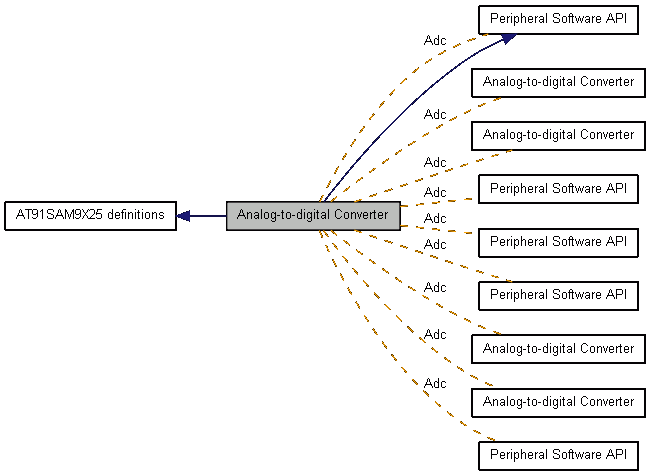 Peripheral Software API
Adc
Analog-to-digital Converter
Adc
Analog-to-digital Converter
Adc
Peripheral Software API
Adc
AT91SAM9X25 definitions
Analog-to-digital Converter
Adc
Peripheral Software API
Adc
Peripheral Software API
Adc
Analog-to-digital Converter
Adc
Analog-to-digital Converter
Adc
Peripheral Software API